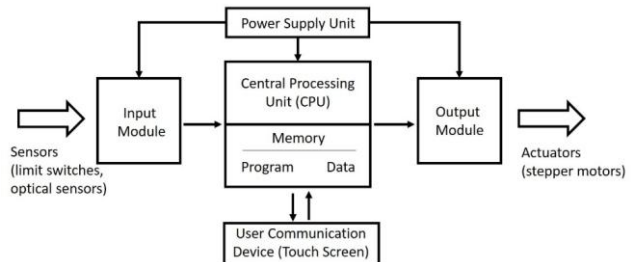 Power Supply Unit
Central Processing
Unit (CPU)
Input
Module
Output
Module
Memory
Program Data
Sensors
(limit switches,
optical sensors)
Actuators
(stepper motors)
User Communication
Device (Touch Screen)